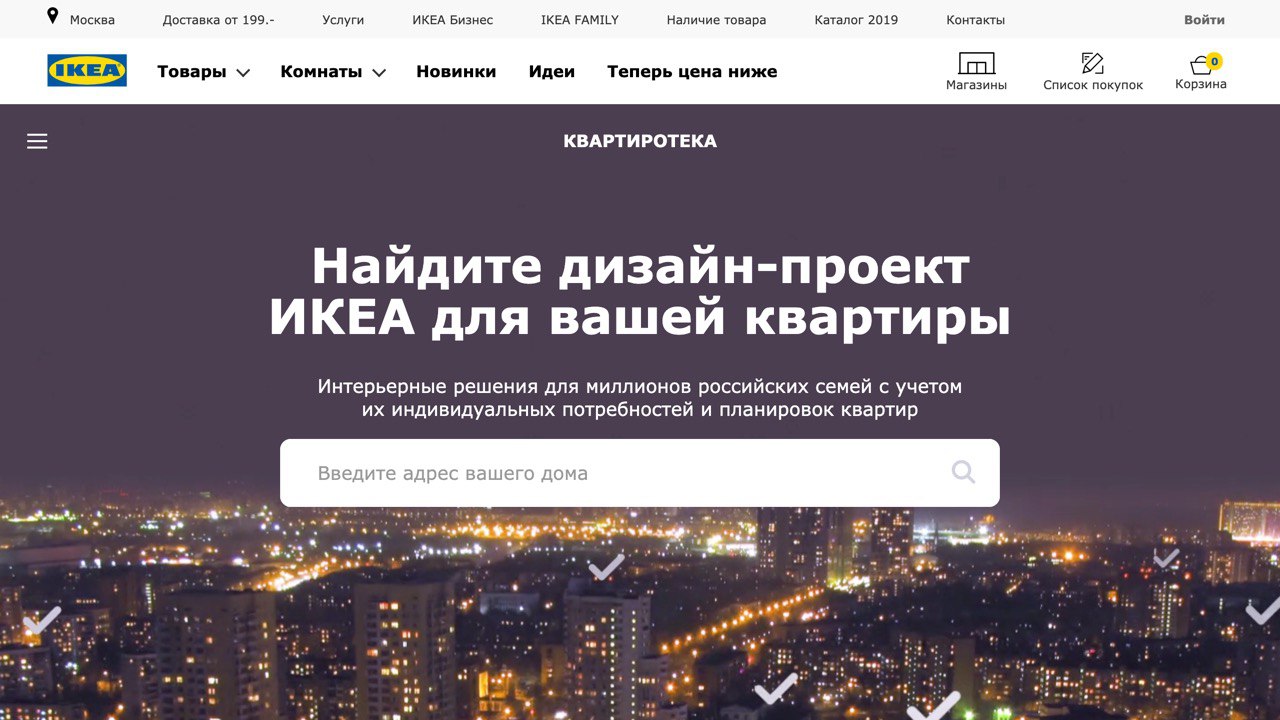 Москва
Доставка от 199.-
Услуги
ИКЕА Бизнес
IKEA FAMILY
Наличие товара
Каталог 2019
Контакты
Войти
IKEA
Товары
Комнаты
Новинки
Идеи
Теперь цена ниже
Магазины
Список покупок
0
Корзина
КВАРТИРОТЕКА
Найдите дизайн-проект
ИКЕА для вашей квартиры
Интерьерные решения для миллионов российских семей с учетом
их индивидуальных потребностей и планировок квартир
Введите адрес вашего дома